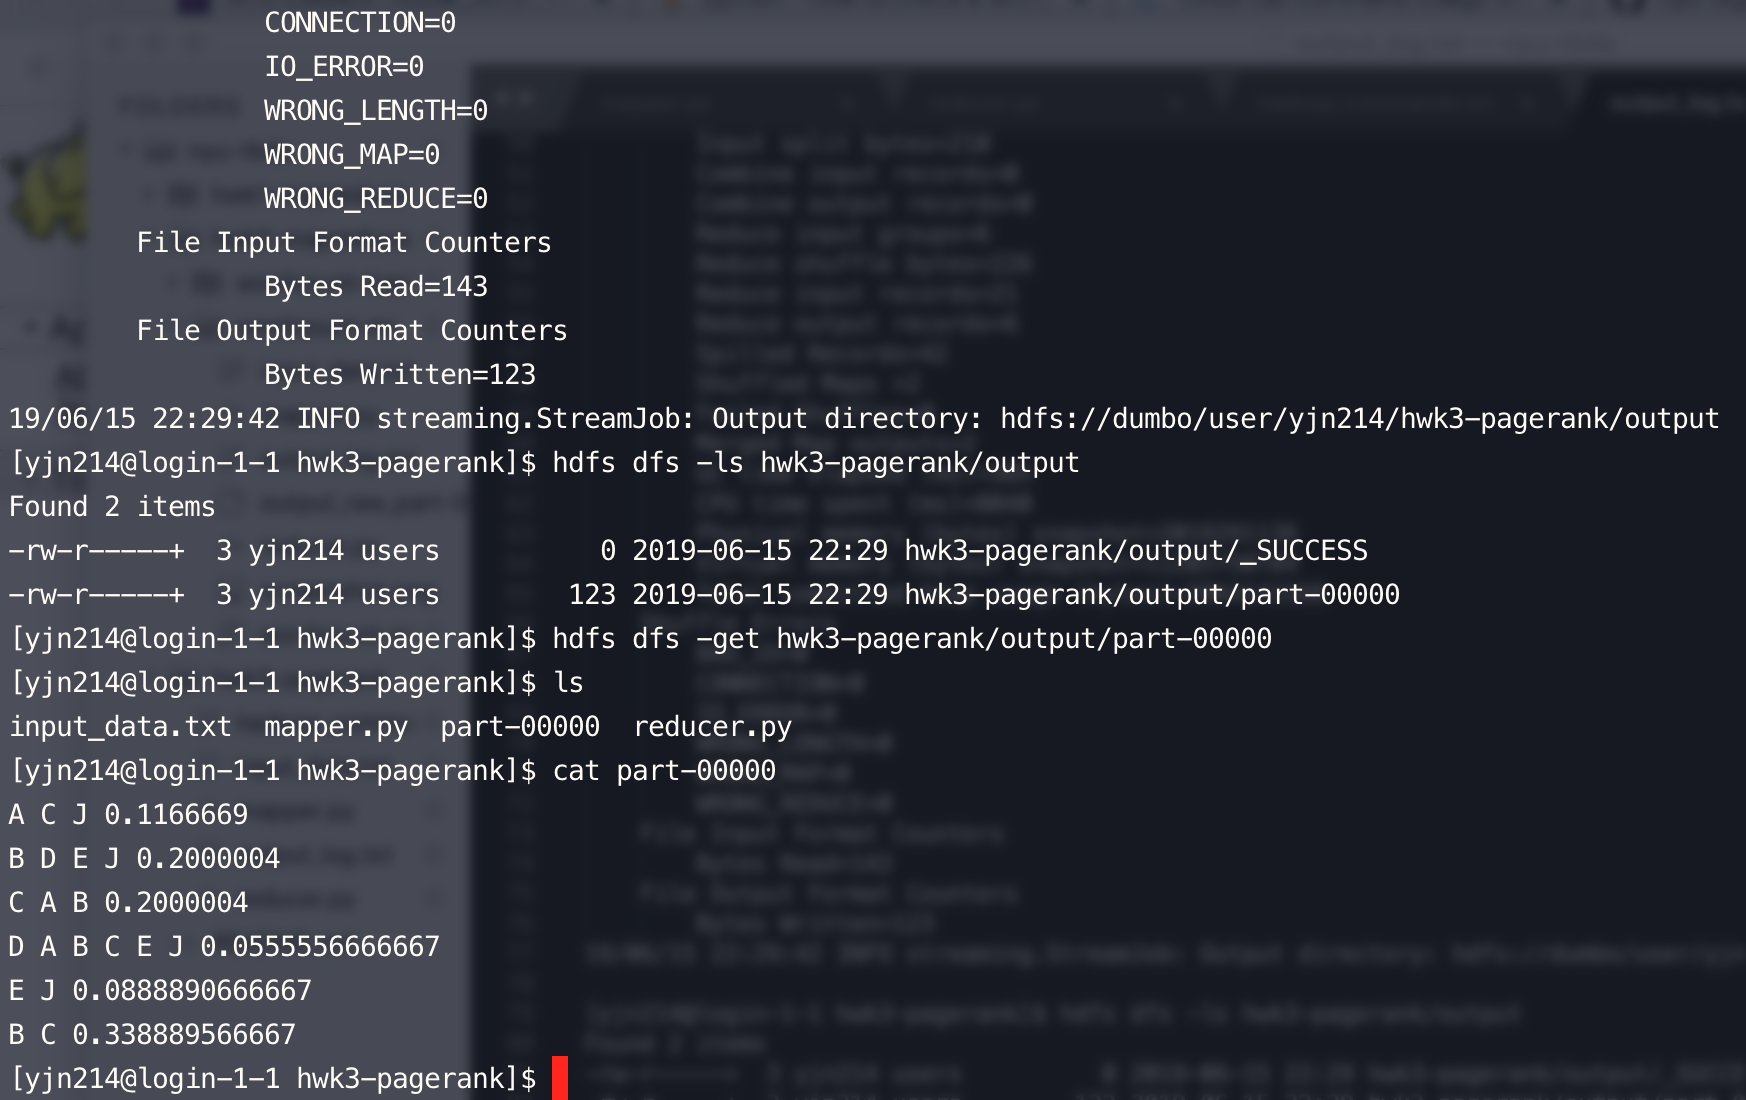 CONNECTION=0
IO_ERROR=0
WRONG_LENGTH=0
WRONG_MAP=0
WRONG_REDUCE=0
File Input Format Counters
Bytes Read=143
File Output Format Counters
Bytes Written=123
19/06/15 22:29:42 INFO streaming.StreamJob: Output directory: hdfs://dumbo/user/yjn214/hwk3-pagerank/output
[yjn214@login-1-1 hwk3-pagerank]$ hdfs dfs -ls hwk3-pagerank/output
Found 2 items
-rw-r-----+  3 yjn214 users          0 2019-06-15 22:29 hwk3-pagerank/output/_SUCCESS
-rw-r-----+  3 yjn214 users        123 2019-06-15 22:29 hwk3-pagerank/output/part-00000
[yjn214@login-1-1 hwk3-pagerank]$ hdfs dfs -get hwk3-pagerank/output/part-00000
[yjn214@login-1-1 hwk3-pagerank]$ ls
input_data.txt  mapper.py  part-00000  reducer.py
[yjn214@login-1-1 hwk3-pagerank]$ cat part-00000
A C J 0.1166669
B D E J 0.2000004
C A B 0.2000004
D A B C E J 0.0555556666667
E J 0.0888890666667
B C 0.338889566667
[yjn214@login-1-1 hwk3-pagerank]$